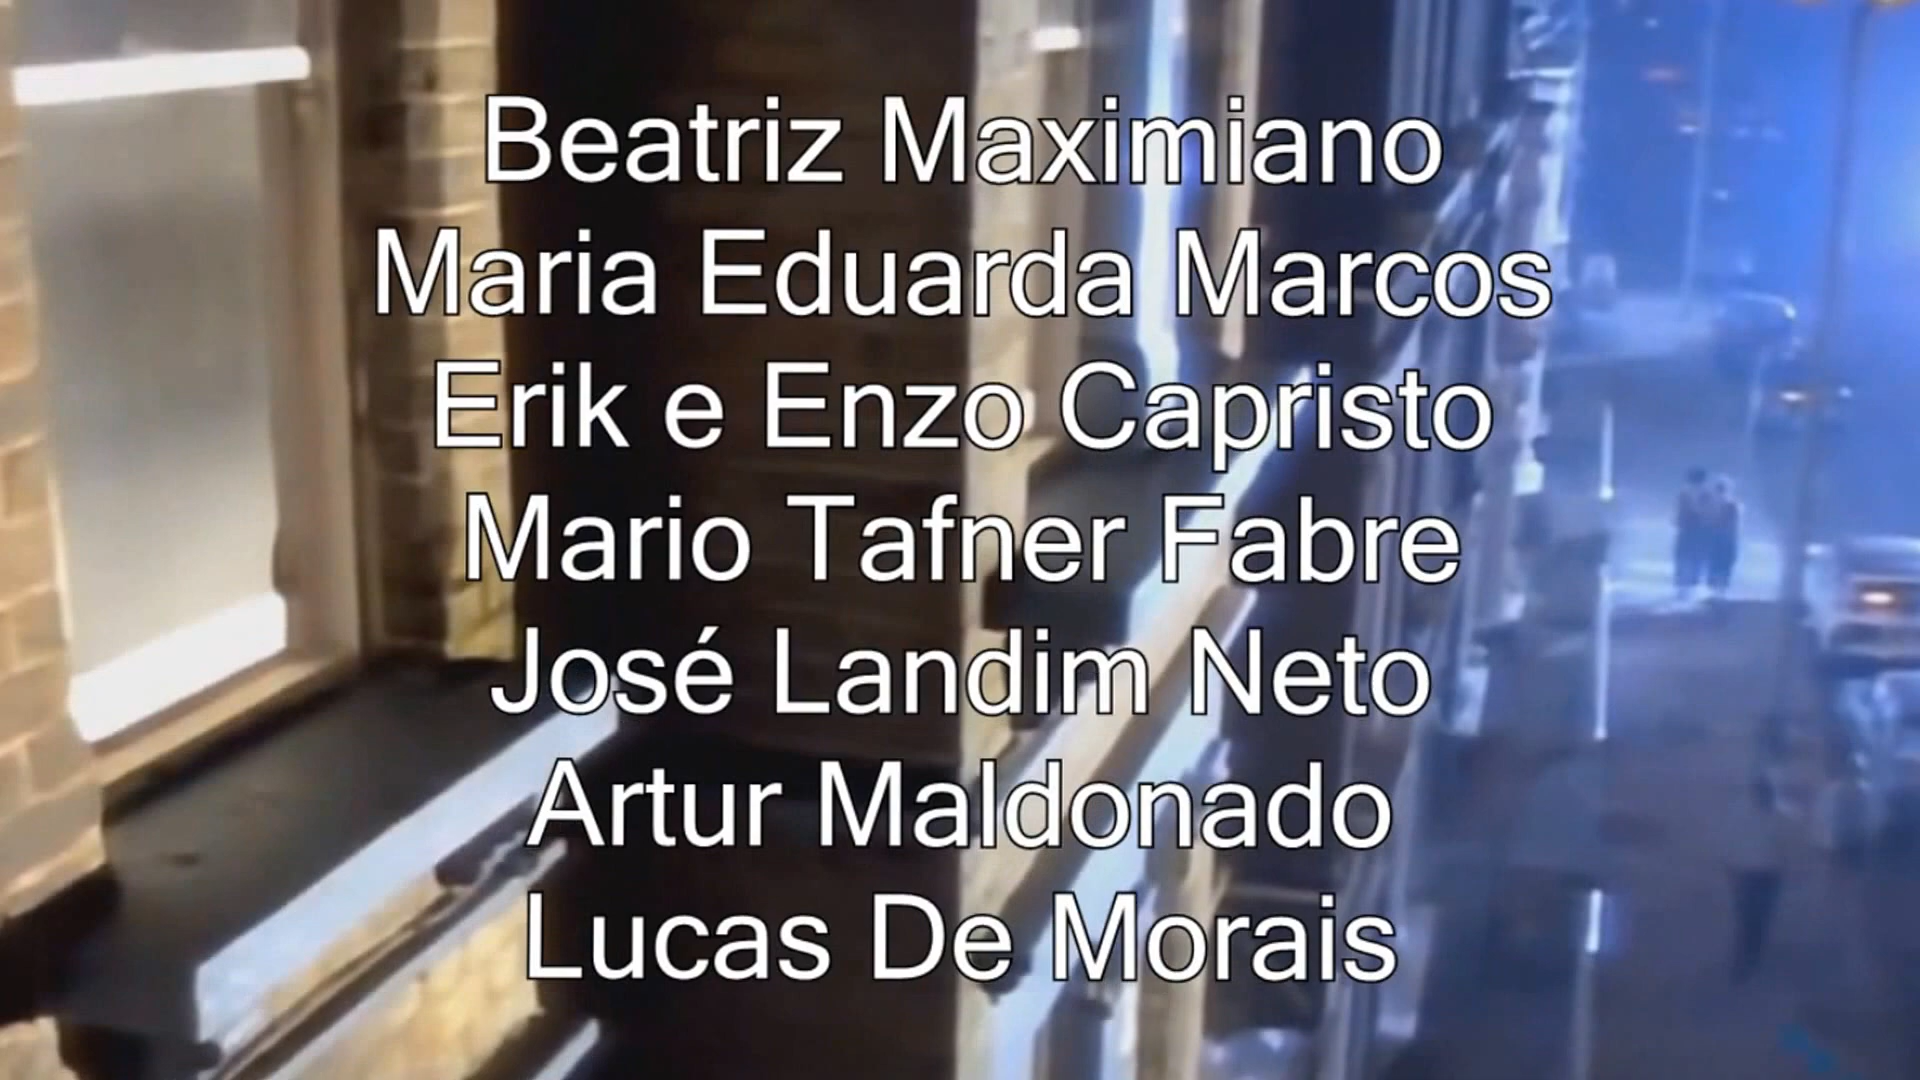 Beatriz Maximiano
Maria Eduarda Marcos
Erik e Enzo Capristo
Mario Tafner Fabre
José Landim Neto
Artur Maldonado
Lucas De Morais